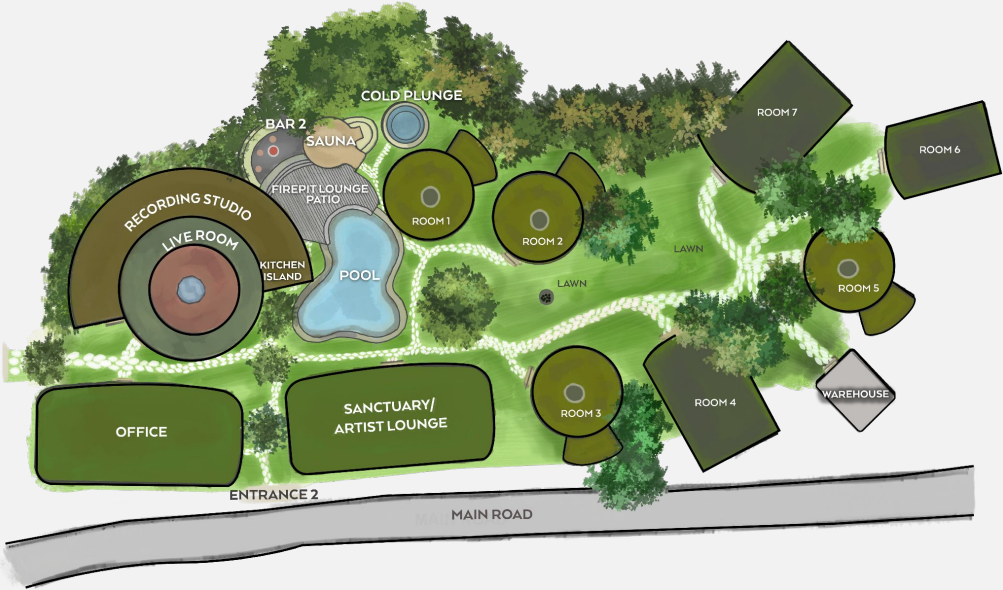 COLD PLUNGE
BAR 2
SAUNA
ROOM 7
ROOM 6
FIREPIT LOUNGE
PATIO
RECORDING STUDIO
LIVE ROOM
ROOM 1
ROOM 2
LAWN
KITCHEN
ISLAND
POOL
LAWN
ROOM 5
OFFICE
SANCTUARY/
ARTIST LOUNGE
ROOM 3
ROOM 4
WAREHOUSE
ENTRANCE 2
MAIN ROAD